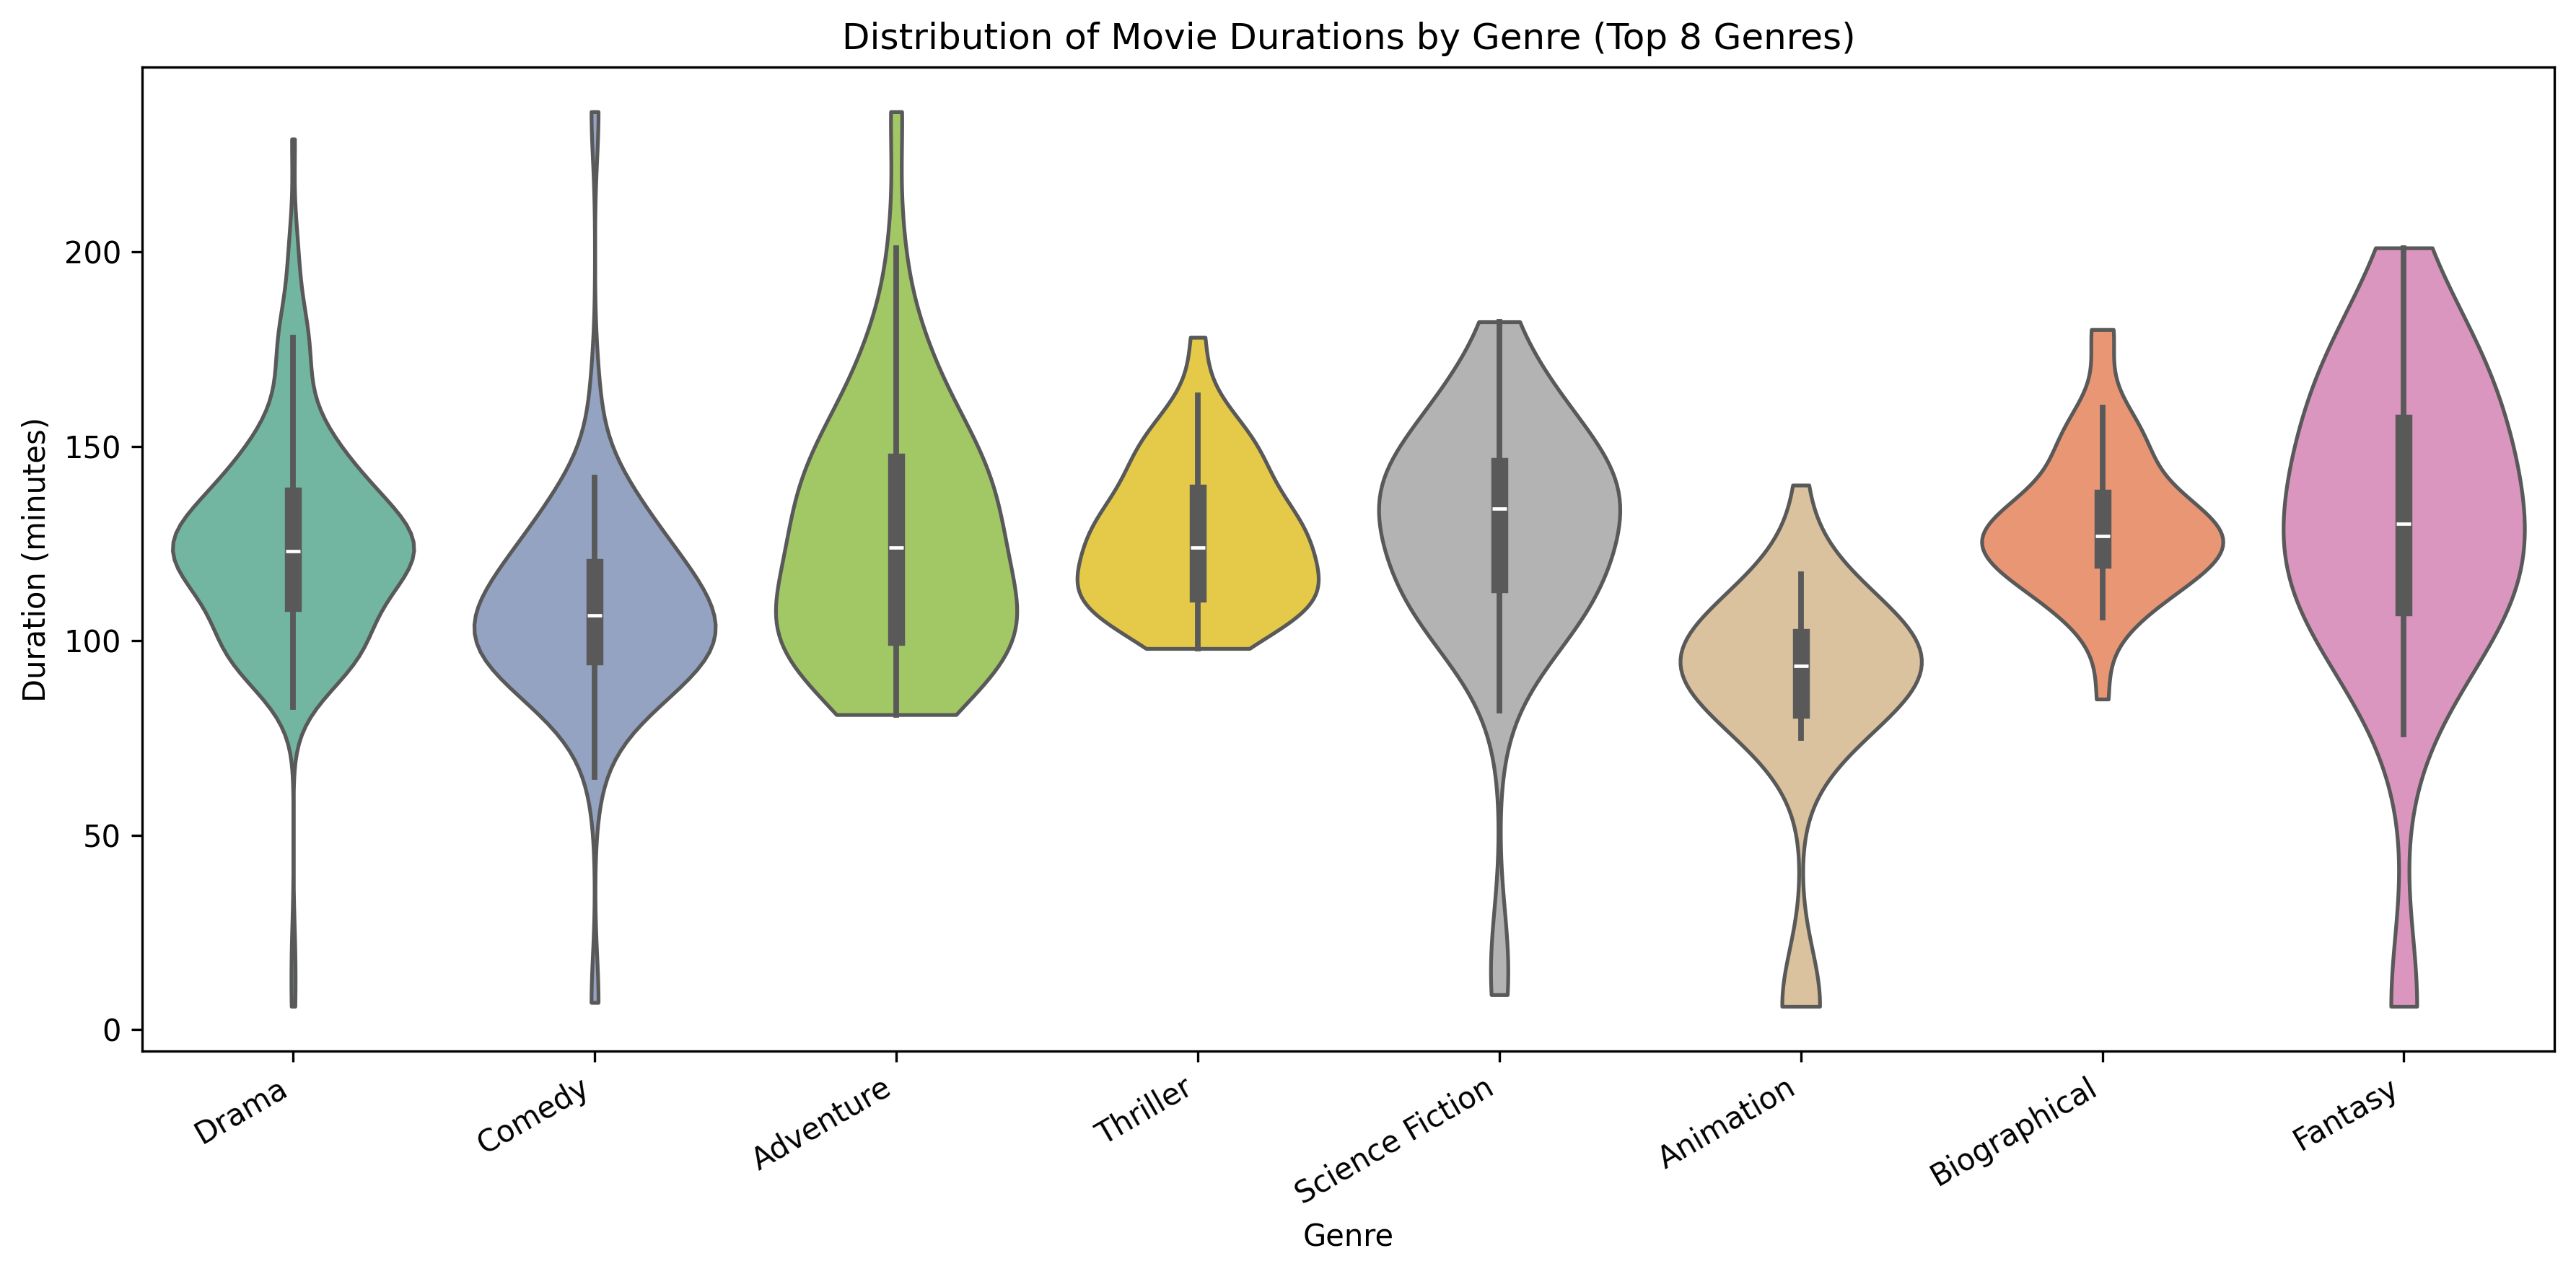 Distribution of Movie Durations by Genre (Top 8 Genres)
Duration (minutes)
200
150
100
50
0
Drama
Comedy
Adventure
Thriller
Science Fiction
Animation
Biographical
Fantasy
Genre